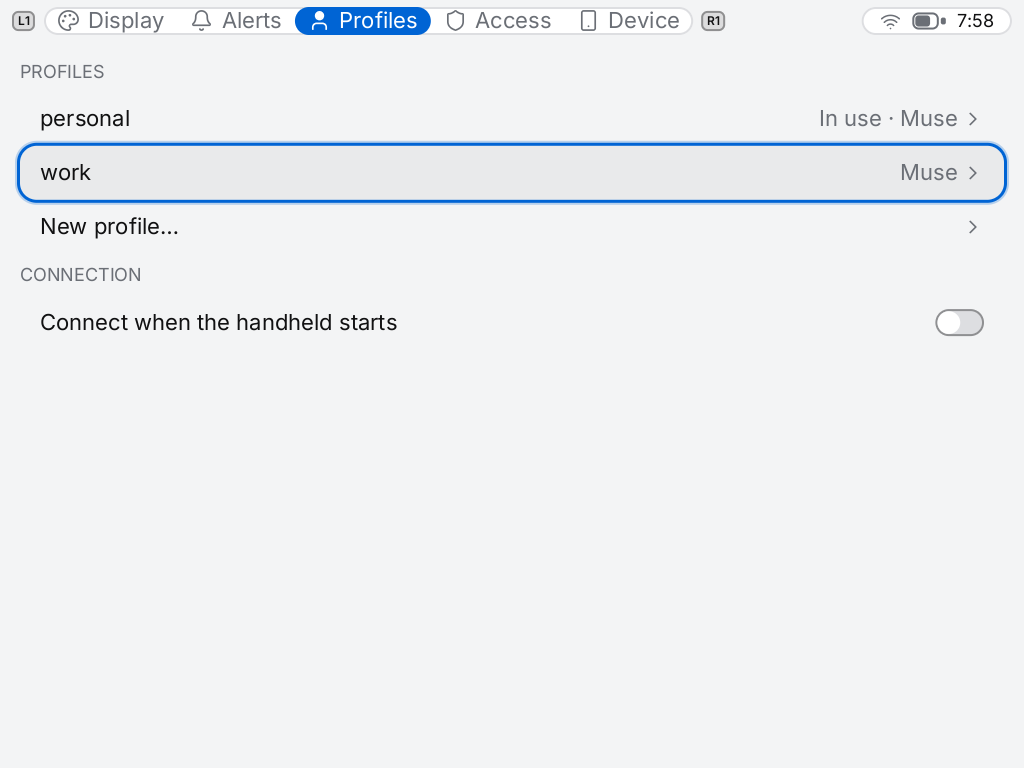 L1 Display Alerts Profiles Access Device R1 7:58
PROFILES
personal In use · Muse
work Muse
New profile...
CONNECTION
Connect when the handheld starts